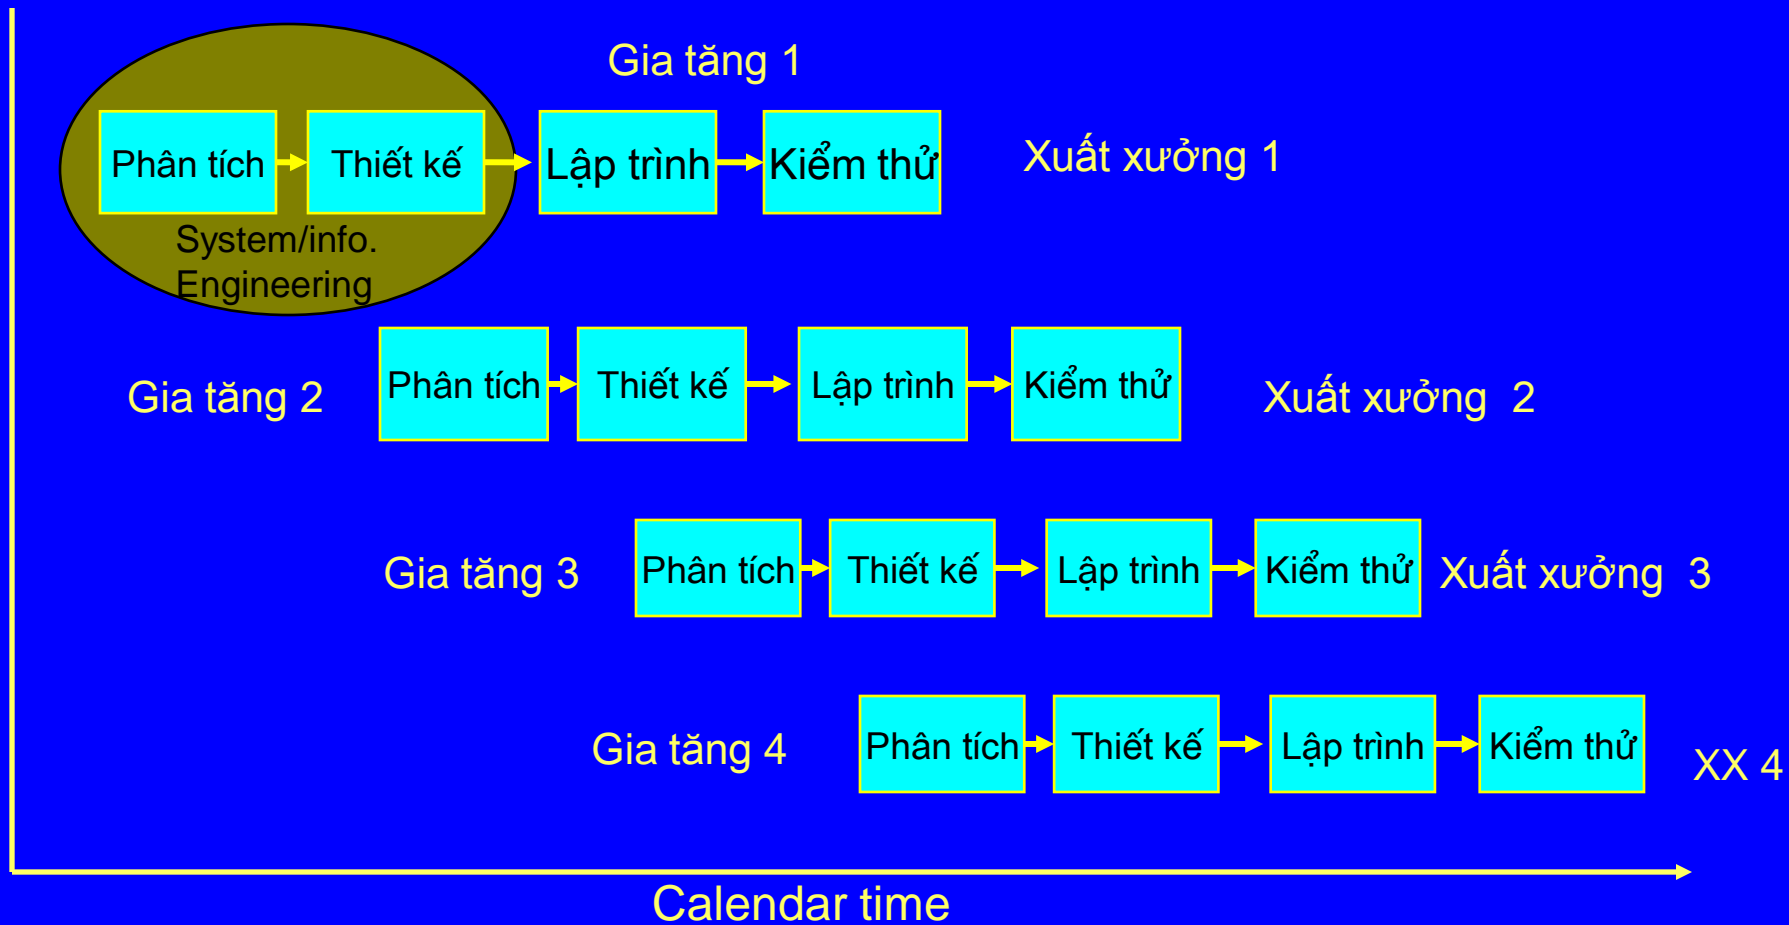 Gia tăng 1
Phân tích
Thiết kế
Lập trình
Kiểm thử
Xuất xưởng 1
System/info.
Engineering
Gia tăng 2
Phân tích
Thiết kế
Lập trình
Kiểm thử
Xuất xưởng 2
Gia tăng 3
Phân tích
Thiết kế
Lập trình
Kiểm thử
Xuất xưởng 3
Gia tăng 4
Phân tích
Thiết kế
Lập trình
Kiểm thử
XX 4
Calendar time